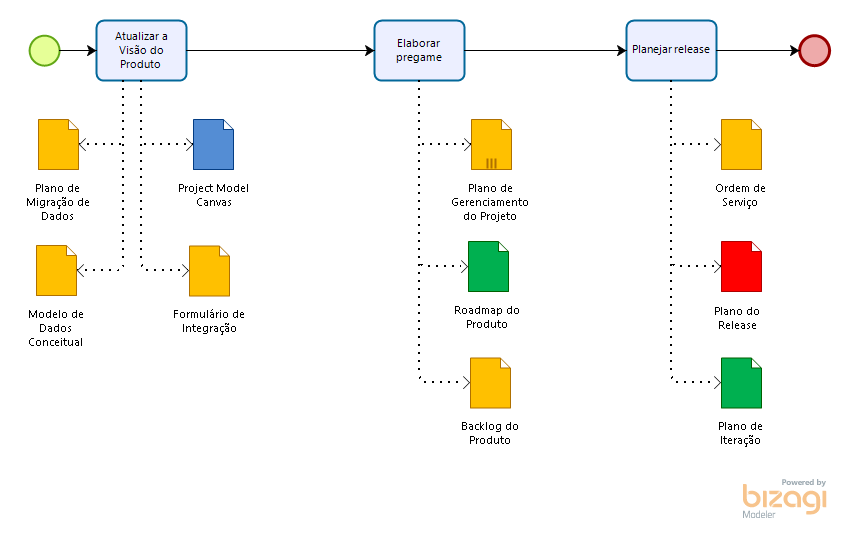 Atualizar a
Visão do
Produto
Elaborar
pregame
Planejar release
Plano de
Migração de
Dados
Project Model
Canvas
Plano de
Gerenciamento
do Projeto
Ordem de
Serviço
Modelo de
Dados
Conceitual
Formulário de
Integração
Roadmap do
Produto
Plano do
Release
Backlog do
Produto
Plano de
Iteração
Powered by
bizagi
Modeler